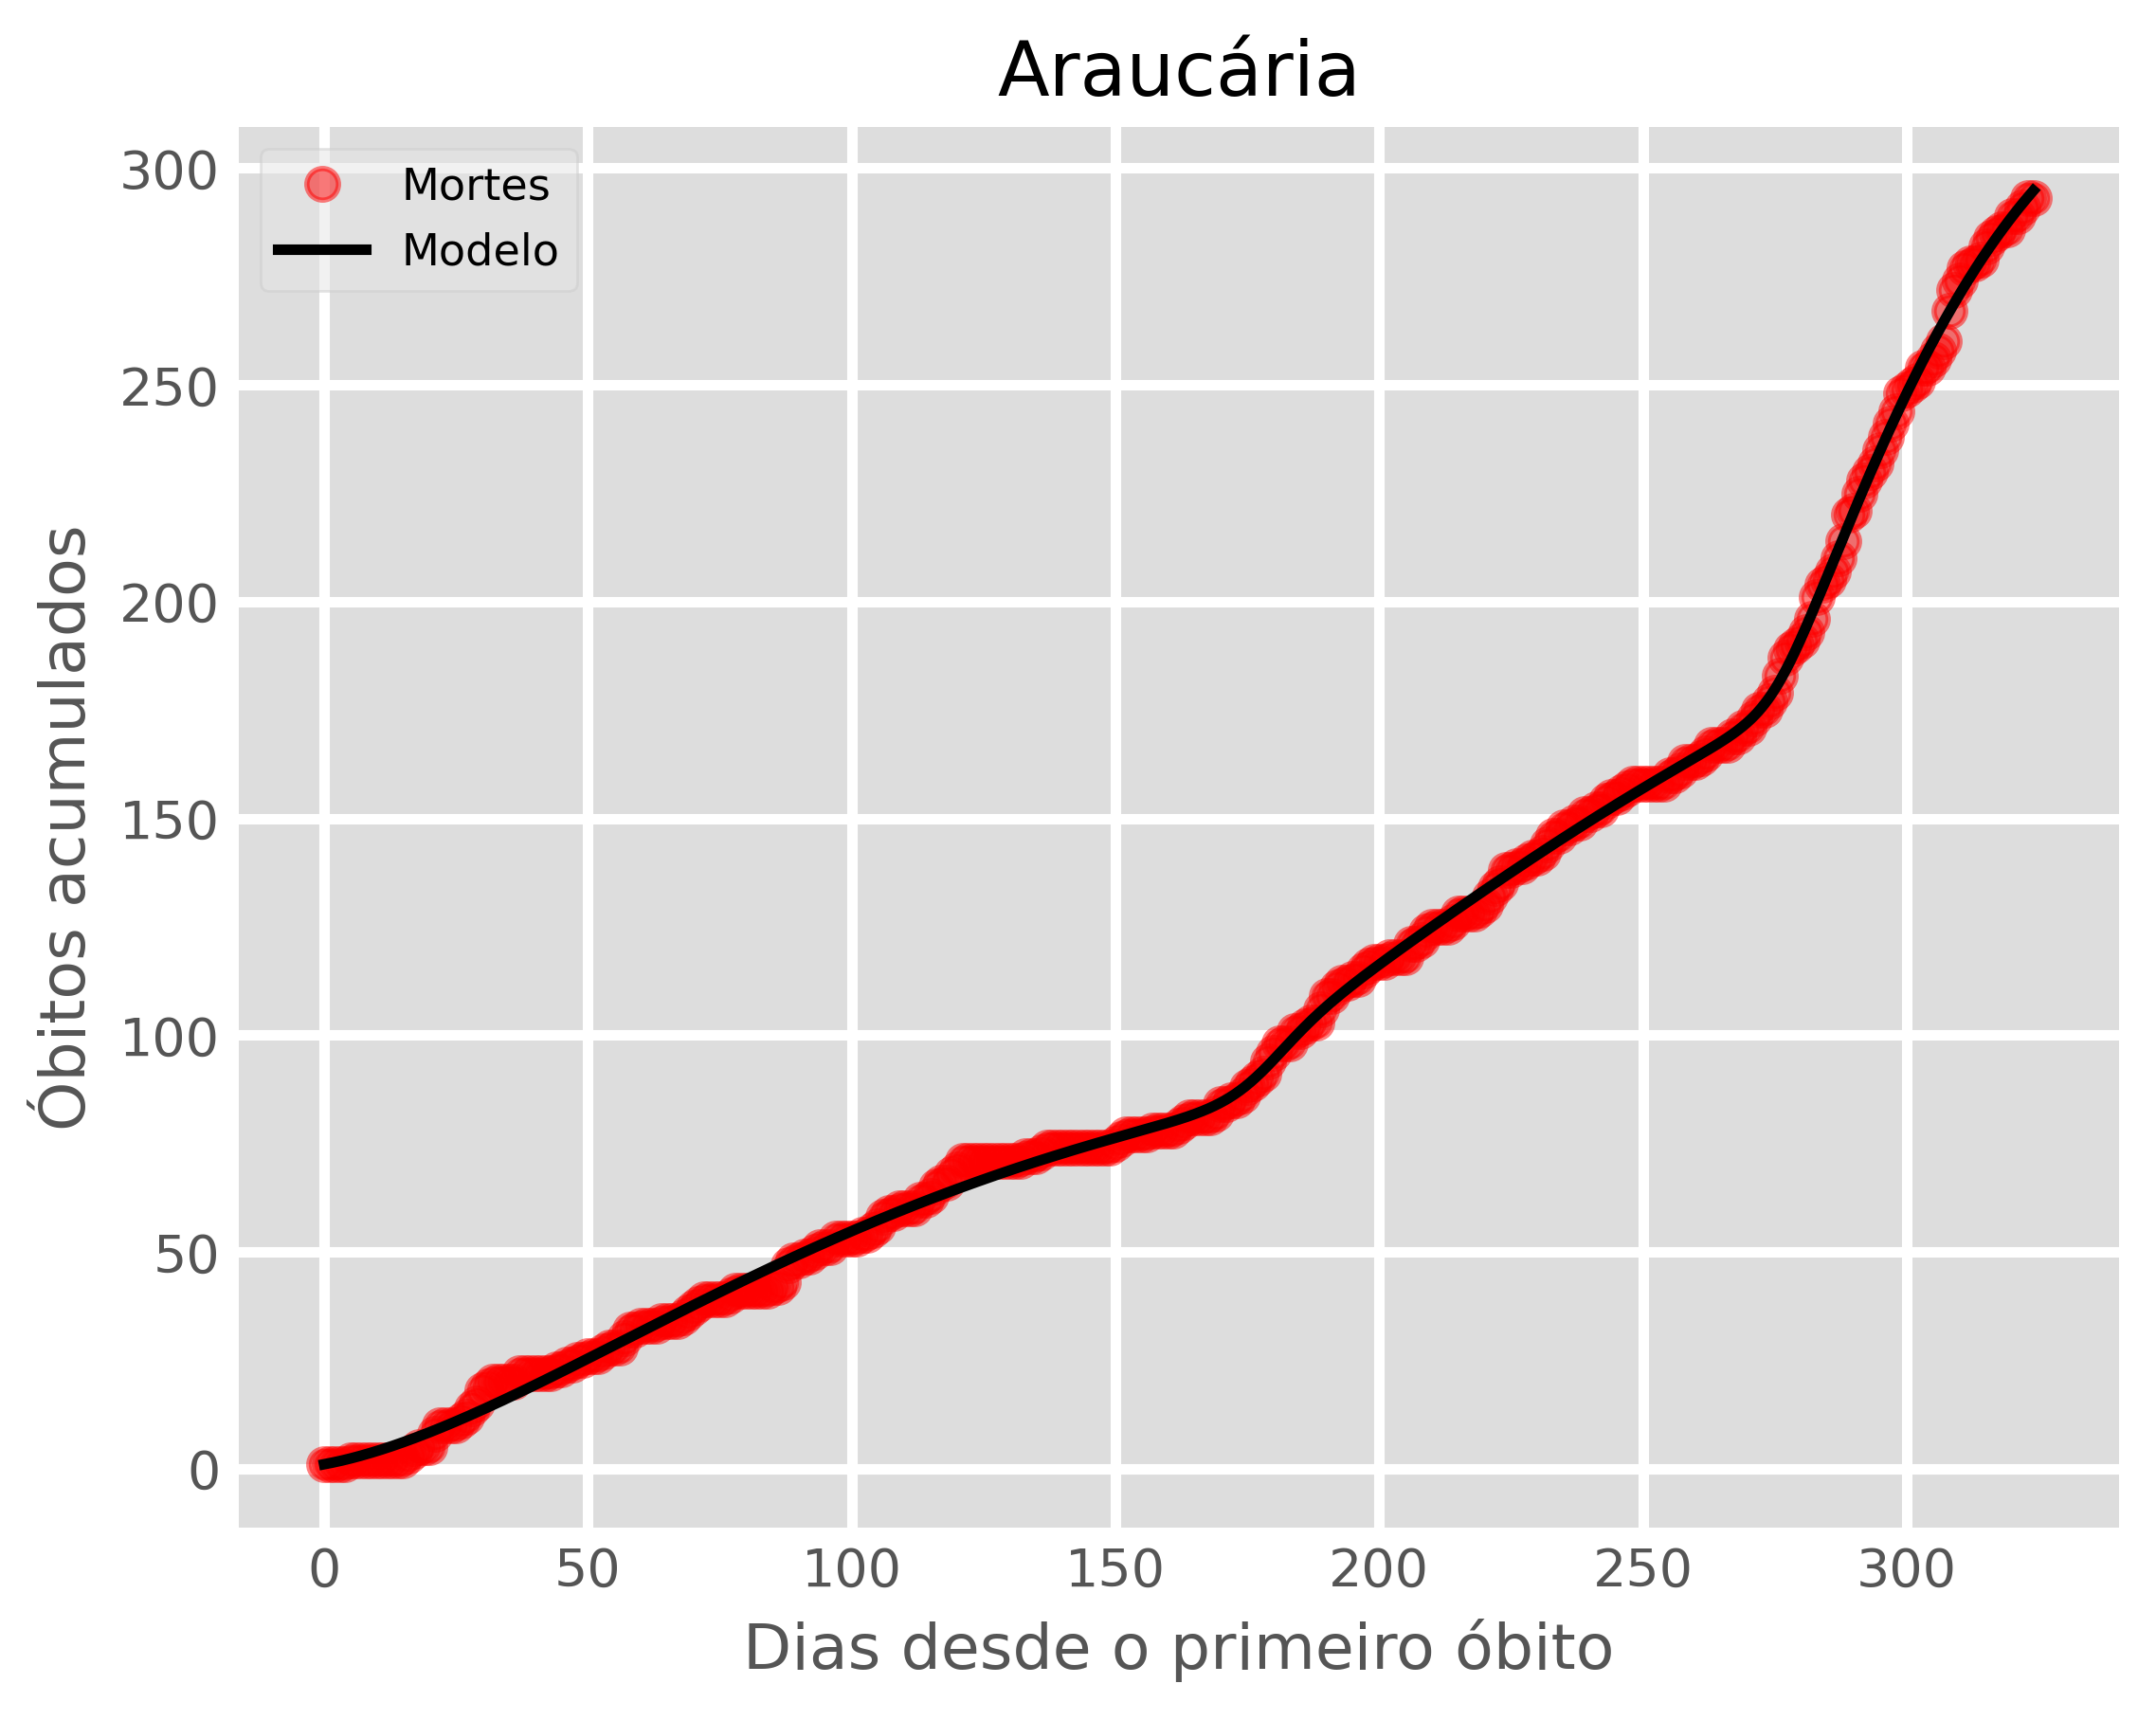 Araucária
Mortes
Modelo
300
250
200
150
100
50
0
Óbitos acumulados
0 50 100 150 200 250 300
Dias desde o primeiro óbito